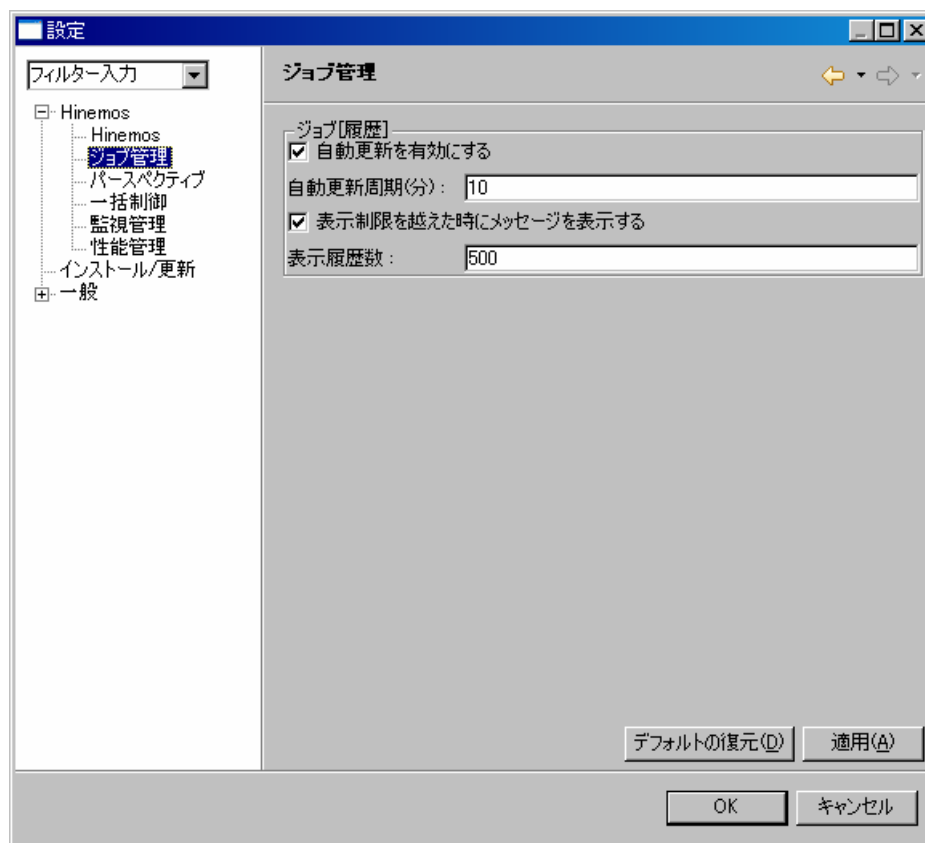 設定
フィルター入力
Hinemos
Hinemos
ジョブ管理
パースペクティブ
一括制御
監視管理
性能管理
インストール/更新
一般
ジョブ管理
ジョブ[履歴]
自動更新を有効にする
自動更新周期(分): 10
表示制限を越えた時にメッセージを表示する
表示履歴数: 500
デフォルトの復元(D) 適用(A)
OK キャンセル